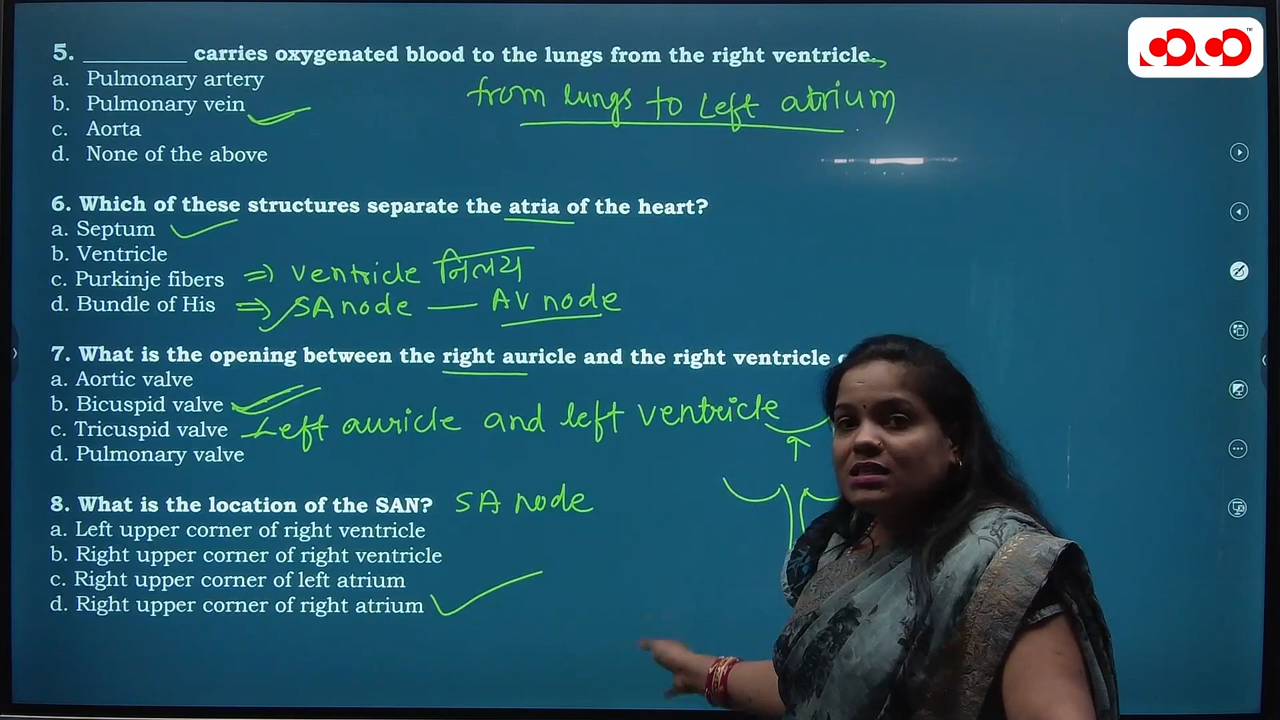 5. ________ carries oxygenated blood to the lungs from the right ventricle.
a. Pulmonary artery
from lungs to left atrium
b. Pulmonary vein
c. Aorta
d. None of the above
6. Which of these structures separate the atria of the heart?
a. Septum
b. Ventricle
c. Purkinje fibers ⇒ ventricle निलय
d. Bundle of His ⇒ SA node — AV node
7. What is the opening between the right auricle and the right ventricle
a. Aortic valve
b. Bicuspid valve
Left auricle and left ventricle
c. Tricuspid valve
d. Pulmonary valve
8. What is the location of the SAN? SA node
a. Left upper corner of right ventricle
b. Right upper corner of right ventricle
c. Right upper corner of left atrium
d. Right upper corner of right atrium